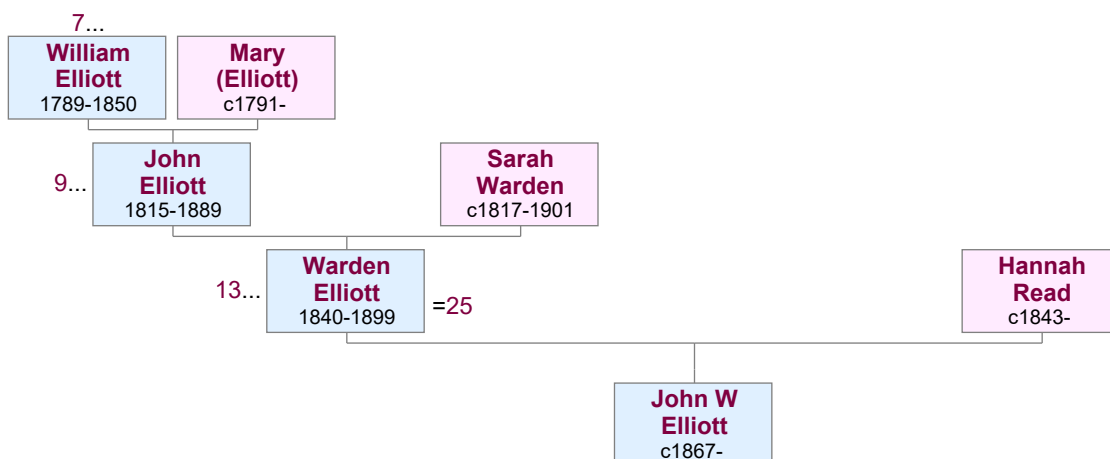 7...
William
Elliott
1789-1850
Mary
(Elliott)
c1791-
9...
John
Elliott
1815-1889
Sarah
Warden
c1817-1901
13...
Warden
Elliott
1840-1899
=25
Hannah
Read
c1843-
John W
Elliott
c1867-